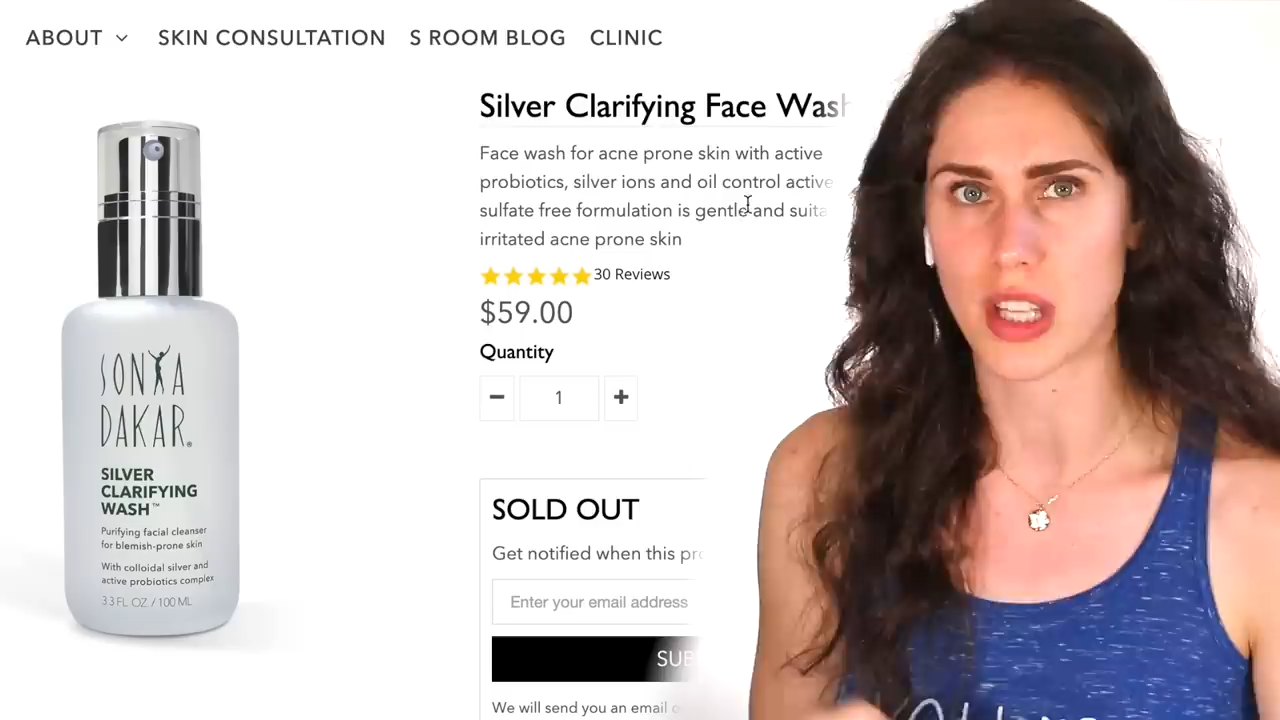 ABOUT
SKIN CONSULTATION
S ROOM BLOG
CLINIC
Silver Clarifying Face Wash
Face wash for acne prone skin with active
probiotics, silver ions and oil control active
sulfate free formulation is gentle and
irritated acne prone skin
30 Reviews
$59.00
Quantity
− 1 +
SOLD OUT
Get notified when this
Enter your email address
We will send you an email
SONYA
DAKAR®
SILVER
CLARIFYING
WASH™
Purifying facial cleanser
for blemish-prone skin
With colloidal silver and
active probiotics complex
3.3 FL. OZ. / 100 ML